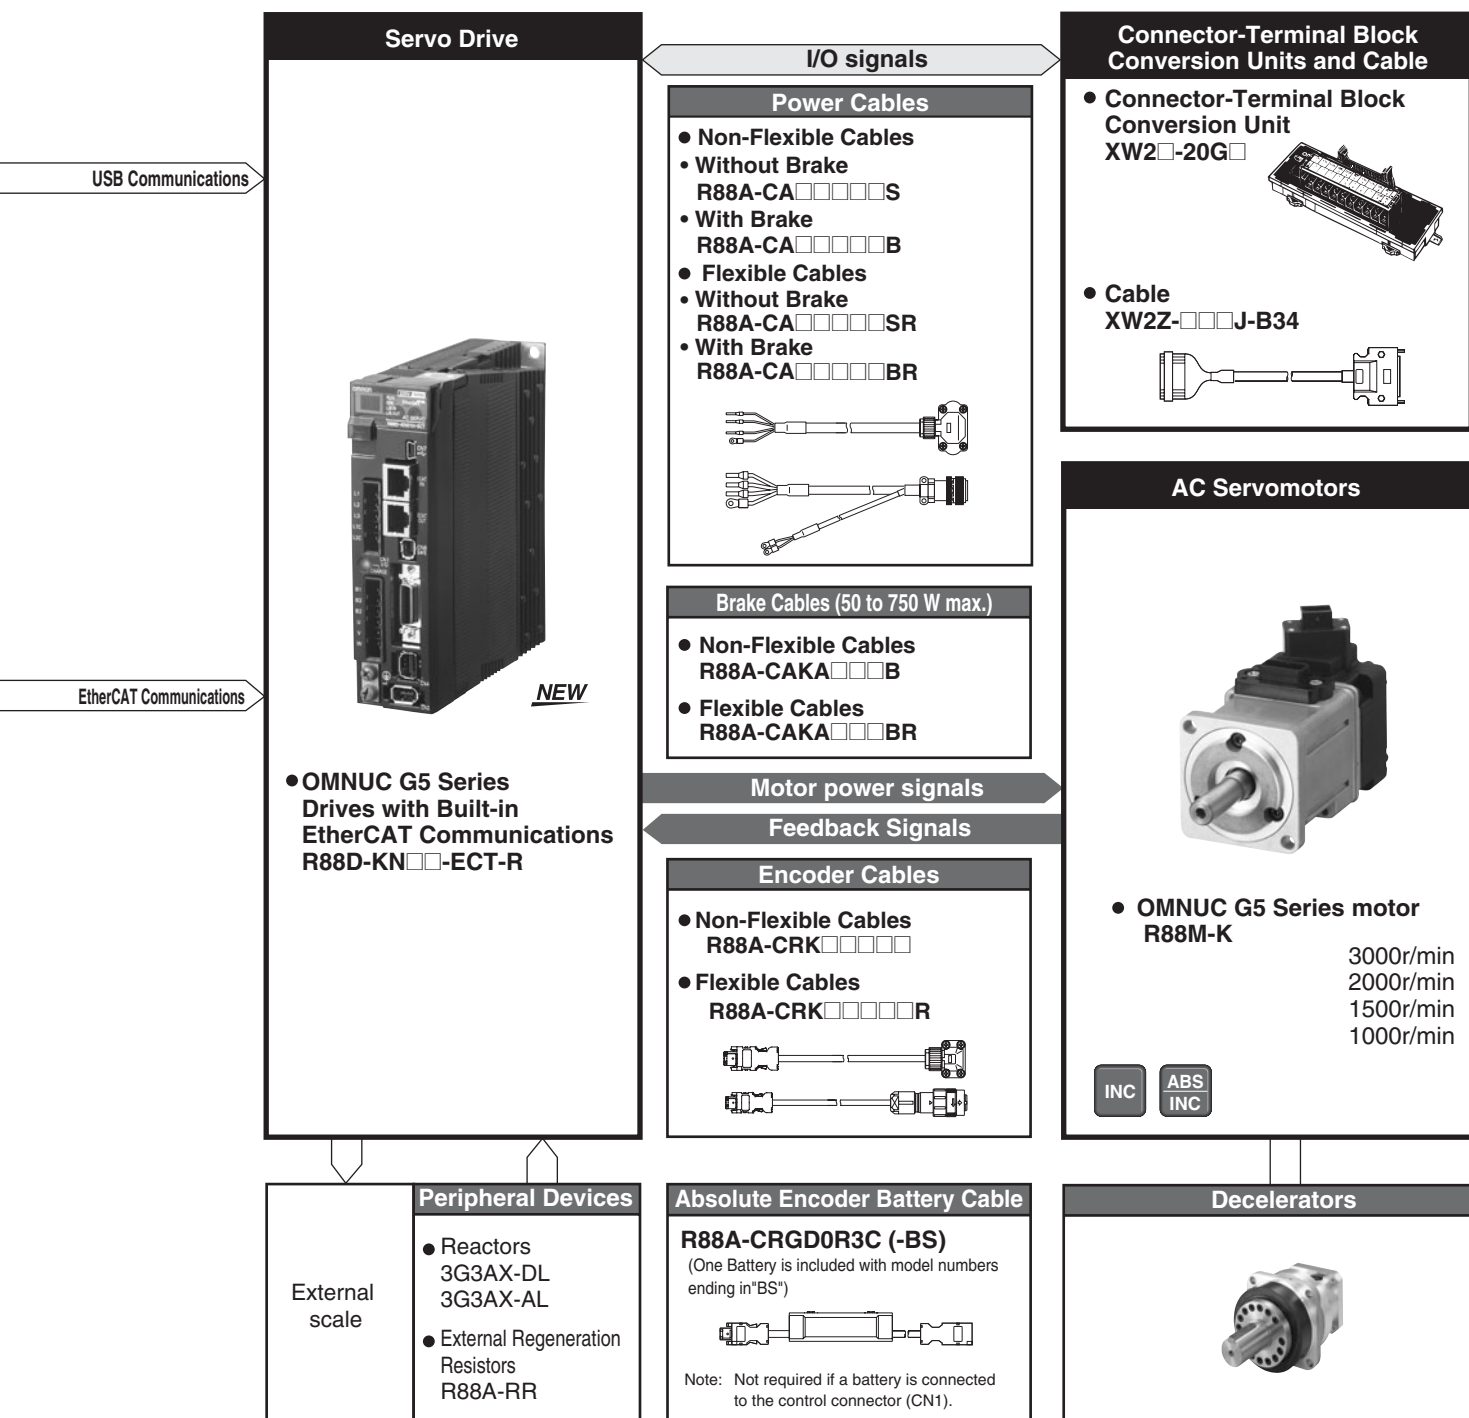 Servo Drive
USB Communications
EtherCAT Communications
NEW
● OMNUC G5 Series
Drives with Built-in
EtherCAT Communications
R88D-KN□□-ECT-R
I/O signals
Power Cables
● Non-Flexible Cables
• Without Brake
R88A-CA□□□□□S
• With Brake
R88A-CA□□□□□B
● Flexible Cables
• Without Brake
R88A-CA□□□□□SR
• With Brake
R88A-CA□□□□□BR
Brake Cables (50 to 750 W max.)
● Non-Flexible Cables
R88A-CAKA□□□B
● Flexible Cables
R88A-CAKA□□□BR
Motor power signals
Feedback Signals
Encoder Cables
● Non-Flexible Cables
R88A-CRK□□□□□
● Flexible Cables
R88A-CRK□□□□□R
Connector-Terminal Block
Conversion Units and Cable
● Connector-Terminal Block
Conversion Unit
XW2□-20G□
● Cable
XW2Z-□□□J-B34
AC Servomotors
● OMNUC G5 Series motor
R88M-K
3000r/min
2000r/min
1500r/min
1000r/min
INC
ABS
INC
External
scale
Peripheral Devices
● Reactors
3G3AX-DL
3G3AX-AL
● External Regeneration
Resistors
R88A-RR
Absolute Encoder Battery Cable
R88A-CRGD0R3C (-BS)
(One Battery is included with model numbers
ending in"BS")
Note: Not required if a battery is connected
to the control connector (CN1).
Decelerators